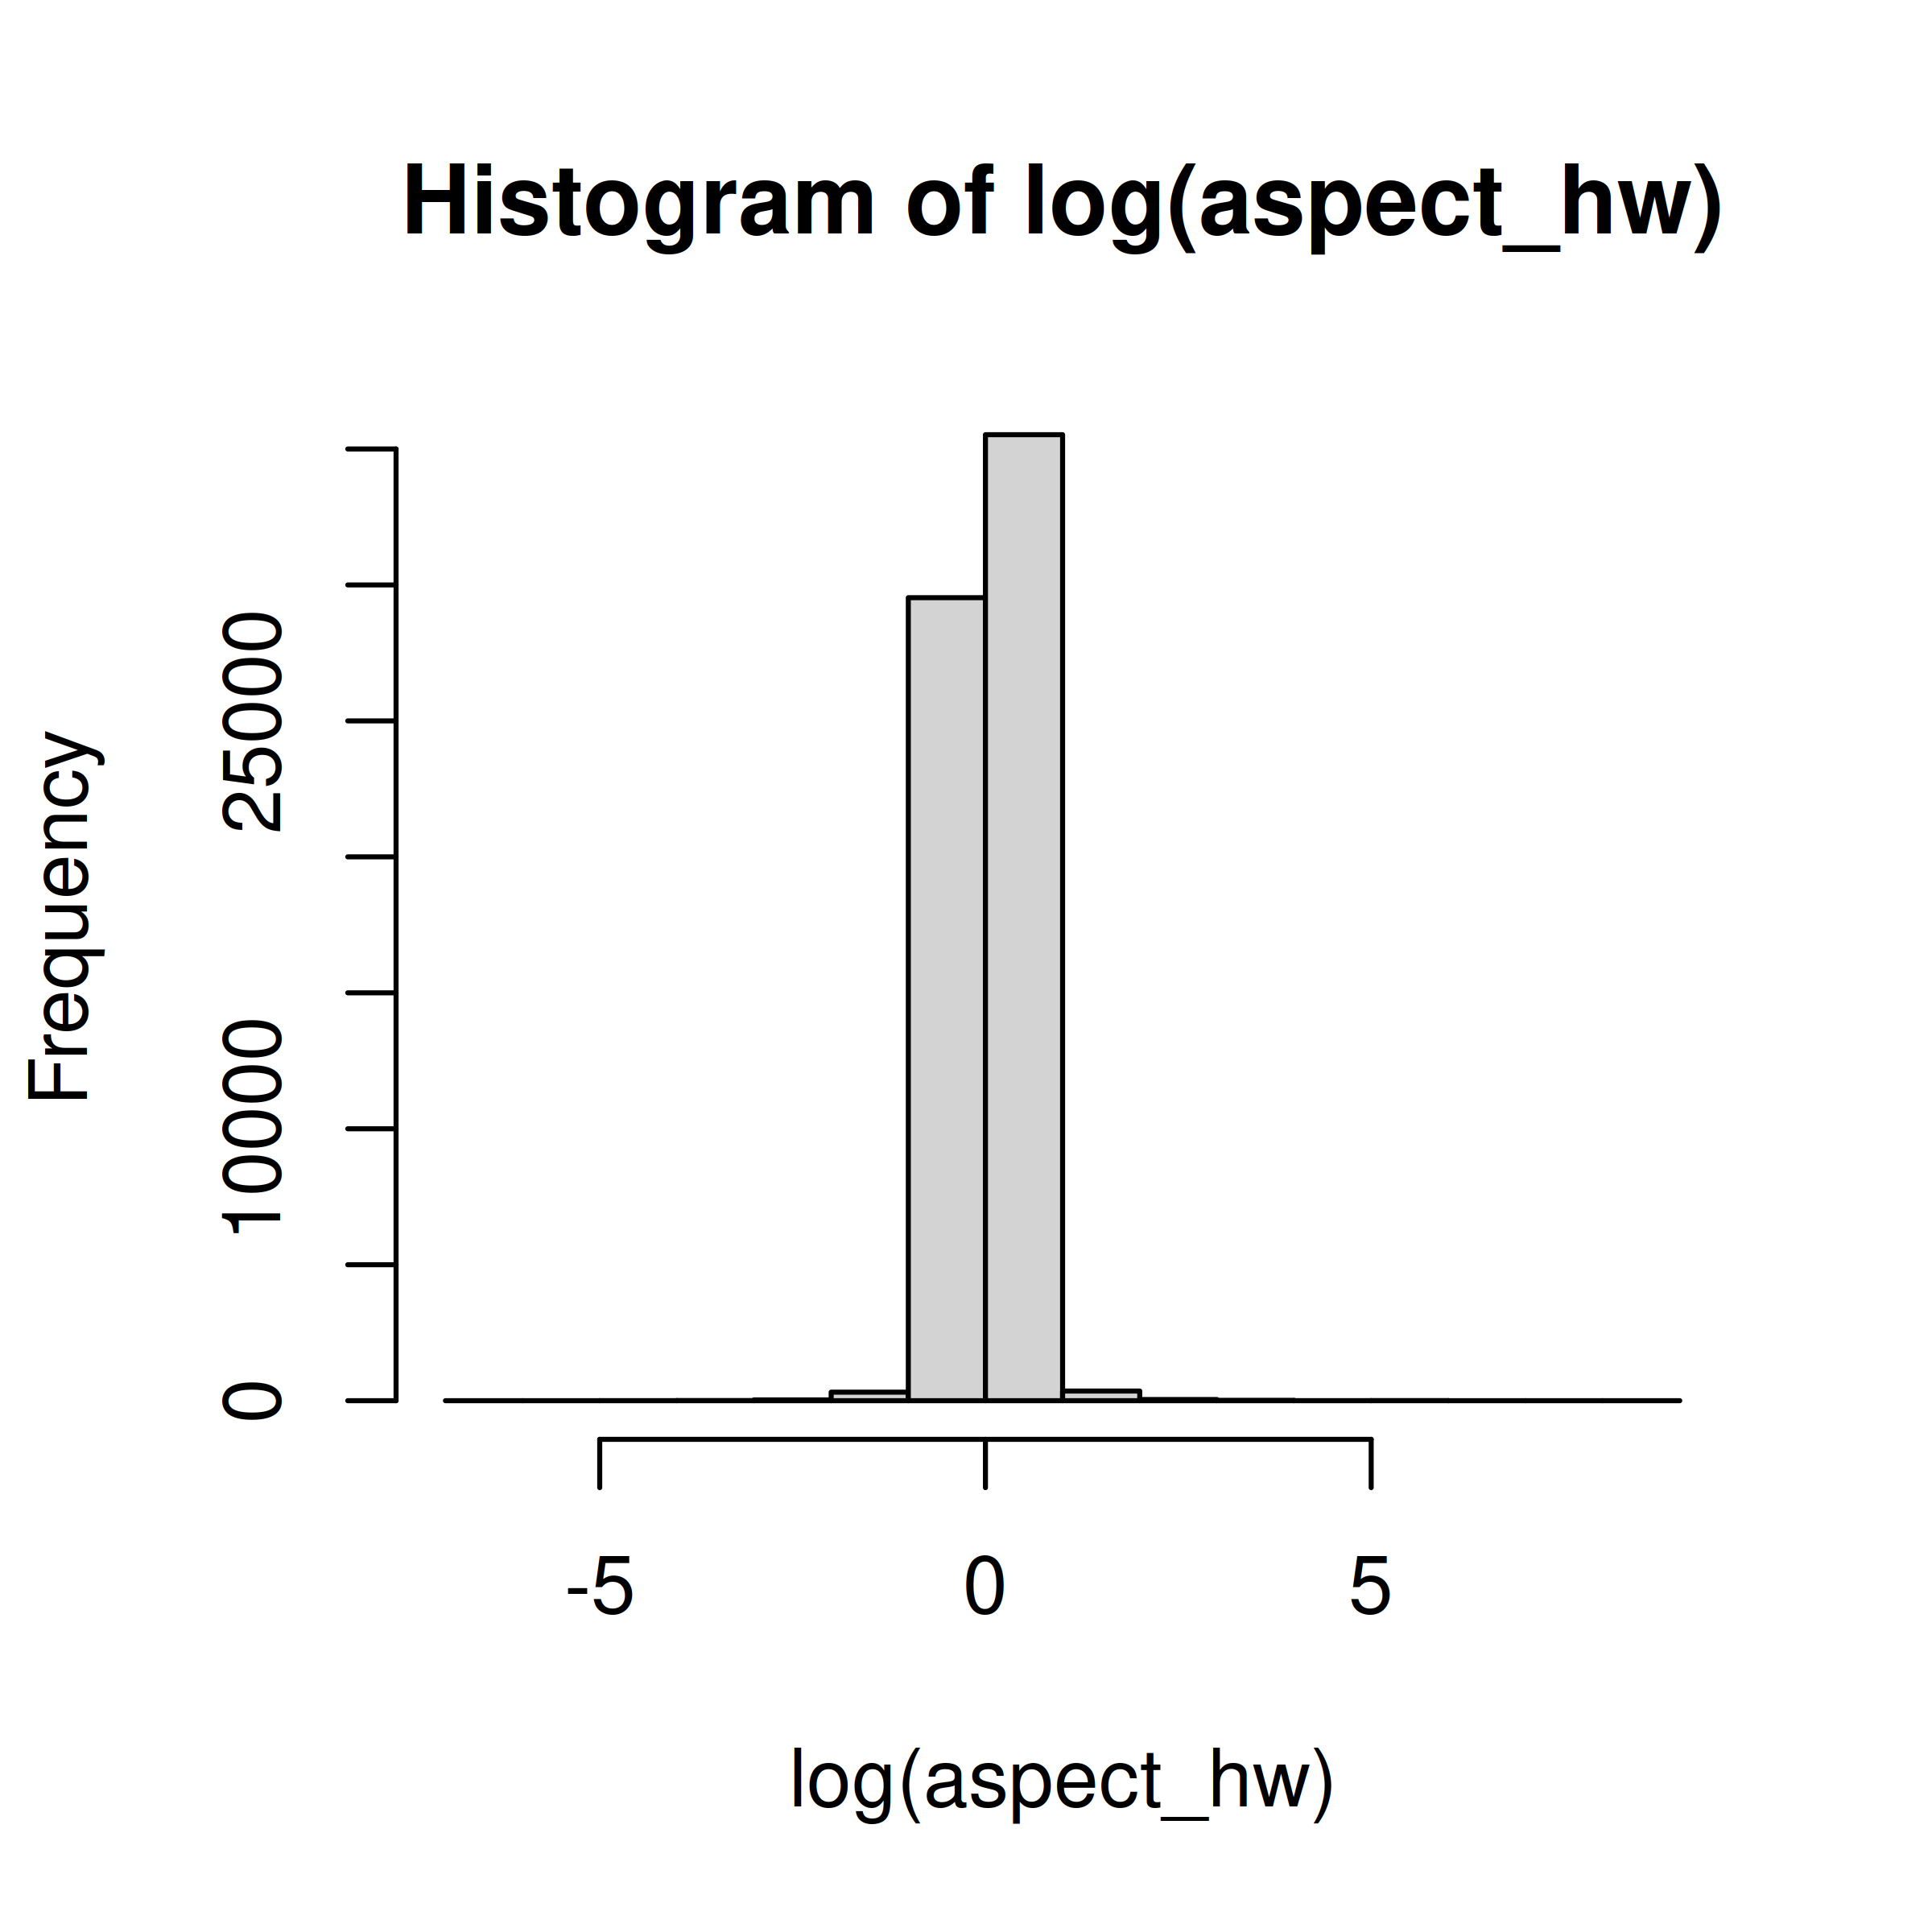 Histogram of log(aspect_hw)
Frequency
25000
10000
0
-5 0 5
log(aspect_hw)